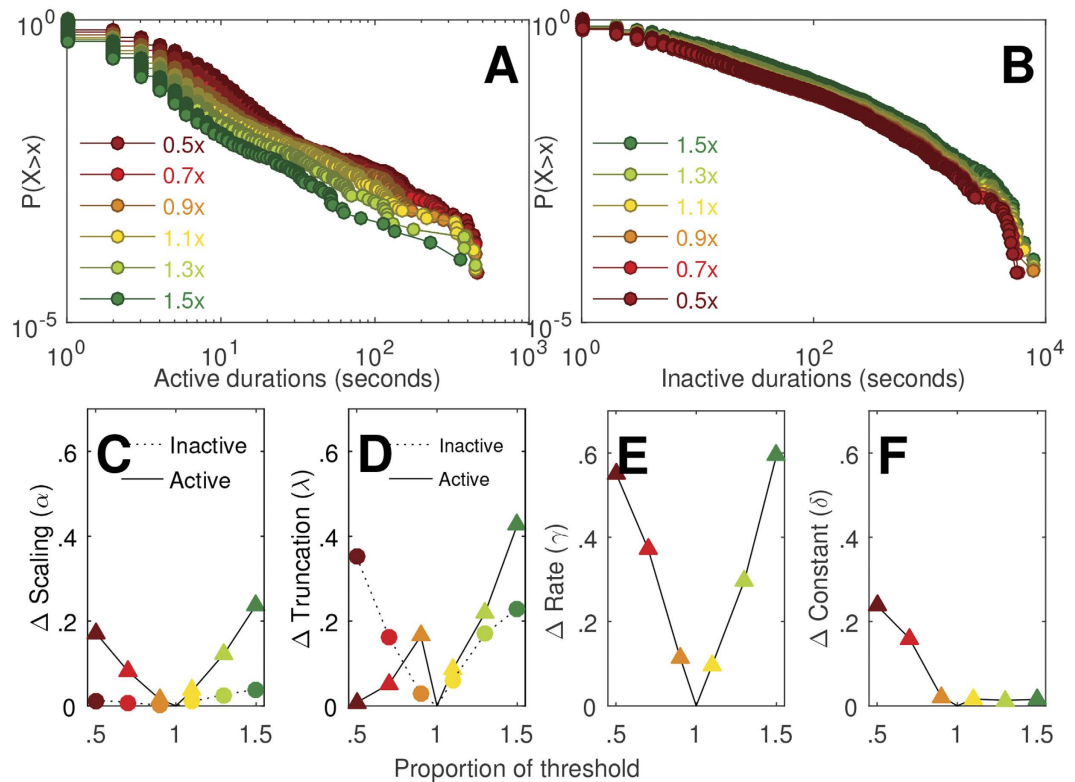 A
B
P(X>x)
10^0
10^-5
0.5x
0.7x
0.9x
1.1x
1.3x
1.5x
10^0
10^1
10^2
10^3
Active durations (seconds)
P(X>x)
10^0
10^-5
1.5x
1.3x
1.1x
0.9x
0.7x
0.5x
10^0
10^2
10^4
Inactive durations (seconds)
C
Inactive
Active
Δ Scaling (α)
.6
.4
.2
0
.5
1
1.5
D
Inactive
Active
Δ Truncation (λ)
.6
.4
.2
0
.5
1
1.5
E
Δ Rate (γ)
.6
.4
.2
0
.5
1
1.5
F
Δ Constant (δ)
.6
.4
.2
0
.5
1
1.5
Proportion of threshold